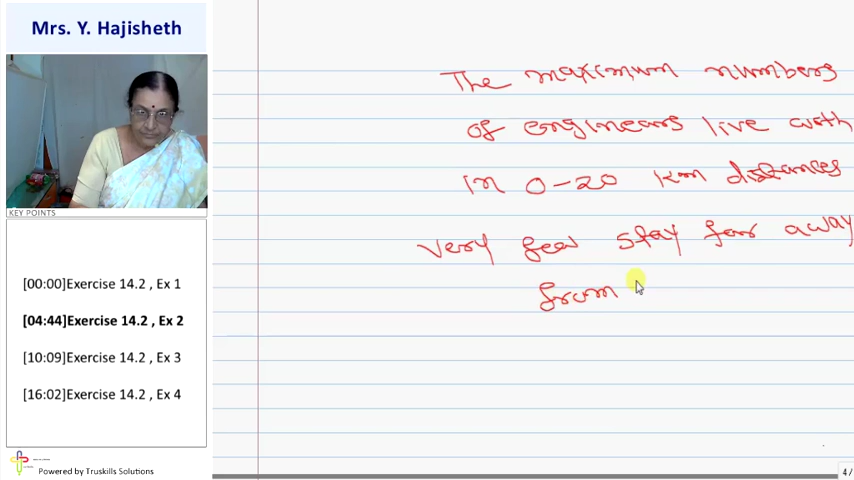 Mrs. Y. Hajisheth
KEY POINTS
[00:00]Exercise 14.2 , Ex 1
[04:44]Exercise 14.2 , Ex 2
[10:09]Exercise 14.2 , Ex 3
[16:02]Exercise 14.2 , Ex 4
Powered by Truskills Solutions
The maximum numbers
of engineers live with
in 0-20 km distances
very few stay far away
from
4/